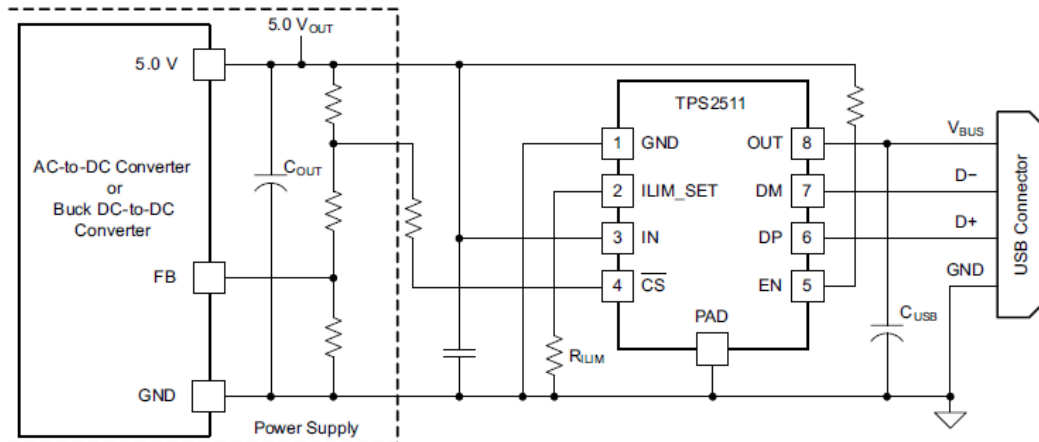 5.0 VOUT
5.0 V
AC-to-DC Converter
or
Buck DC-to-DC
Converter
COUT
FB
GND
Power Supply
TPS2511
1 GND
2 ILIM_SET
3 IN
4 CS
OUT 8
DM 7
DP 6
EN 5
PAD
RILIM
VBUS
D−
D+
GND
CUSB
USB Connector